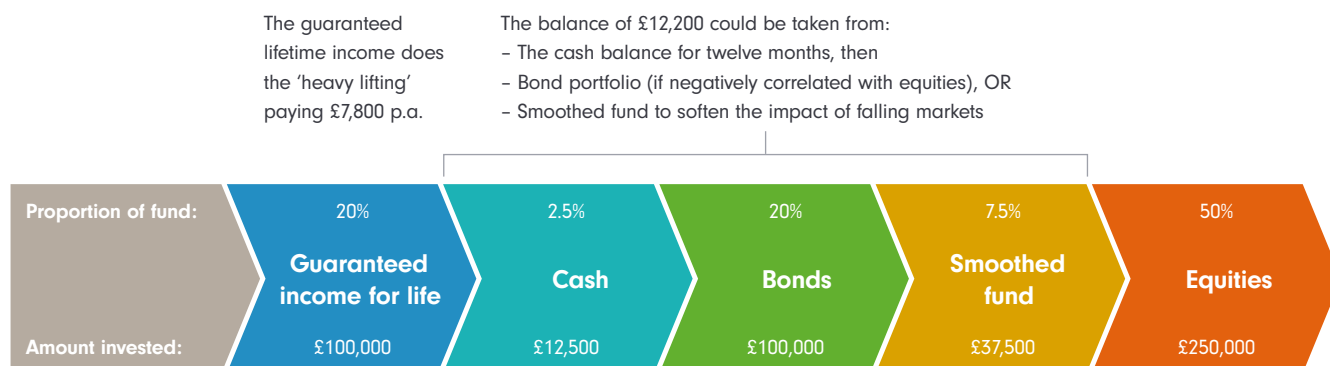 The guaranteed
lifetime income does
the ‘heavy lifting’
paying £7,800 p.a.
The balance of £12,200 could be taken from:
– The cash balance for twelve months, then
– Bond portfolio (if negatively correlated with equities), OR
– Smoothed fund to soften the impact of falling markets
Proportion of fund: 20% 2.5% 20% 7.5% 50%
Guaranteed
income for life
Cash
Bonds
Smoothed
fund
Equities
Amount invested: £100,000 £12,500 £100,000 £37,500 £250,000